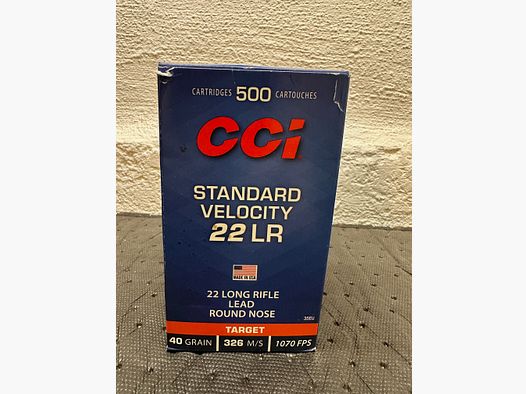 CARTRIDGES 500 CARTOUCHES
CCi
STANDARD
VELOCITY
22 LR
MADE IN USA
22 LONG RIFLE
LEAD
ROUND NOSE
35EU
TARGET
40 GRAIN 326 M/S 1070 FPS